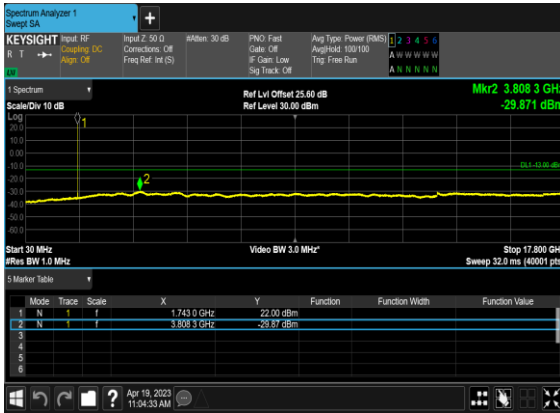 Spectrum Analyzer 1
Swept SA
+
KEYSIGHT Input: RF Input Z: 50 Ω #Atten: 30 dB PNO: Fast Avg Type: Power (RMS) 1 2 3 4 5 6
R T Coupling: DC Corrections: Off Gate: Off Avg|Hold: 100/100 A W W W W W
Align: Off Freq Ref: Int (S) IF Gain: Low Trig: Free Run
Sig Track: Off A N N N N N
1 Spectrum Ref Lvl Offset 25.60 dB Mkr2 3.808 3 GHz
Scale/Div 10 dB Ref Level 30.00 dBm -29.871 dBm
Log
1
20.0
10.0
0.00
-10.0 DL1 -13.00 dBm
-20.0 2
-30.0
-40.0
-50.0
-60.0
Start 30 MHz Video BW 3.0 MHz* Stop 17.800 GH
#Res BW 1.0 MHz Sweep 32.0 ms (40001 pts
5 Marker Table
Mode Trace Scale X Y Function Function Width Function Value
1 N 1 f 1.743 0 GHz 22.00 dBm
2 N 1 f 3.808 3 GHz -29.87 dBm
3
4
5
6
? Apr 19, 2023
11:04:33 AM